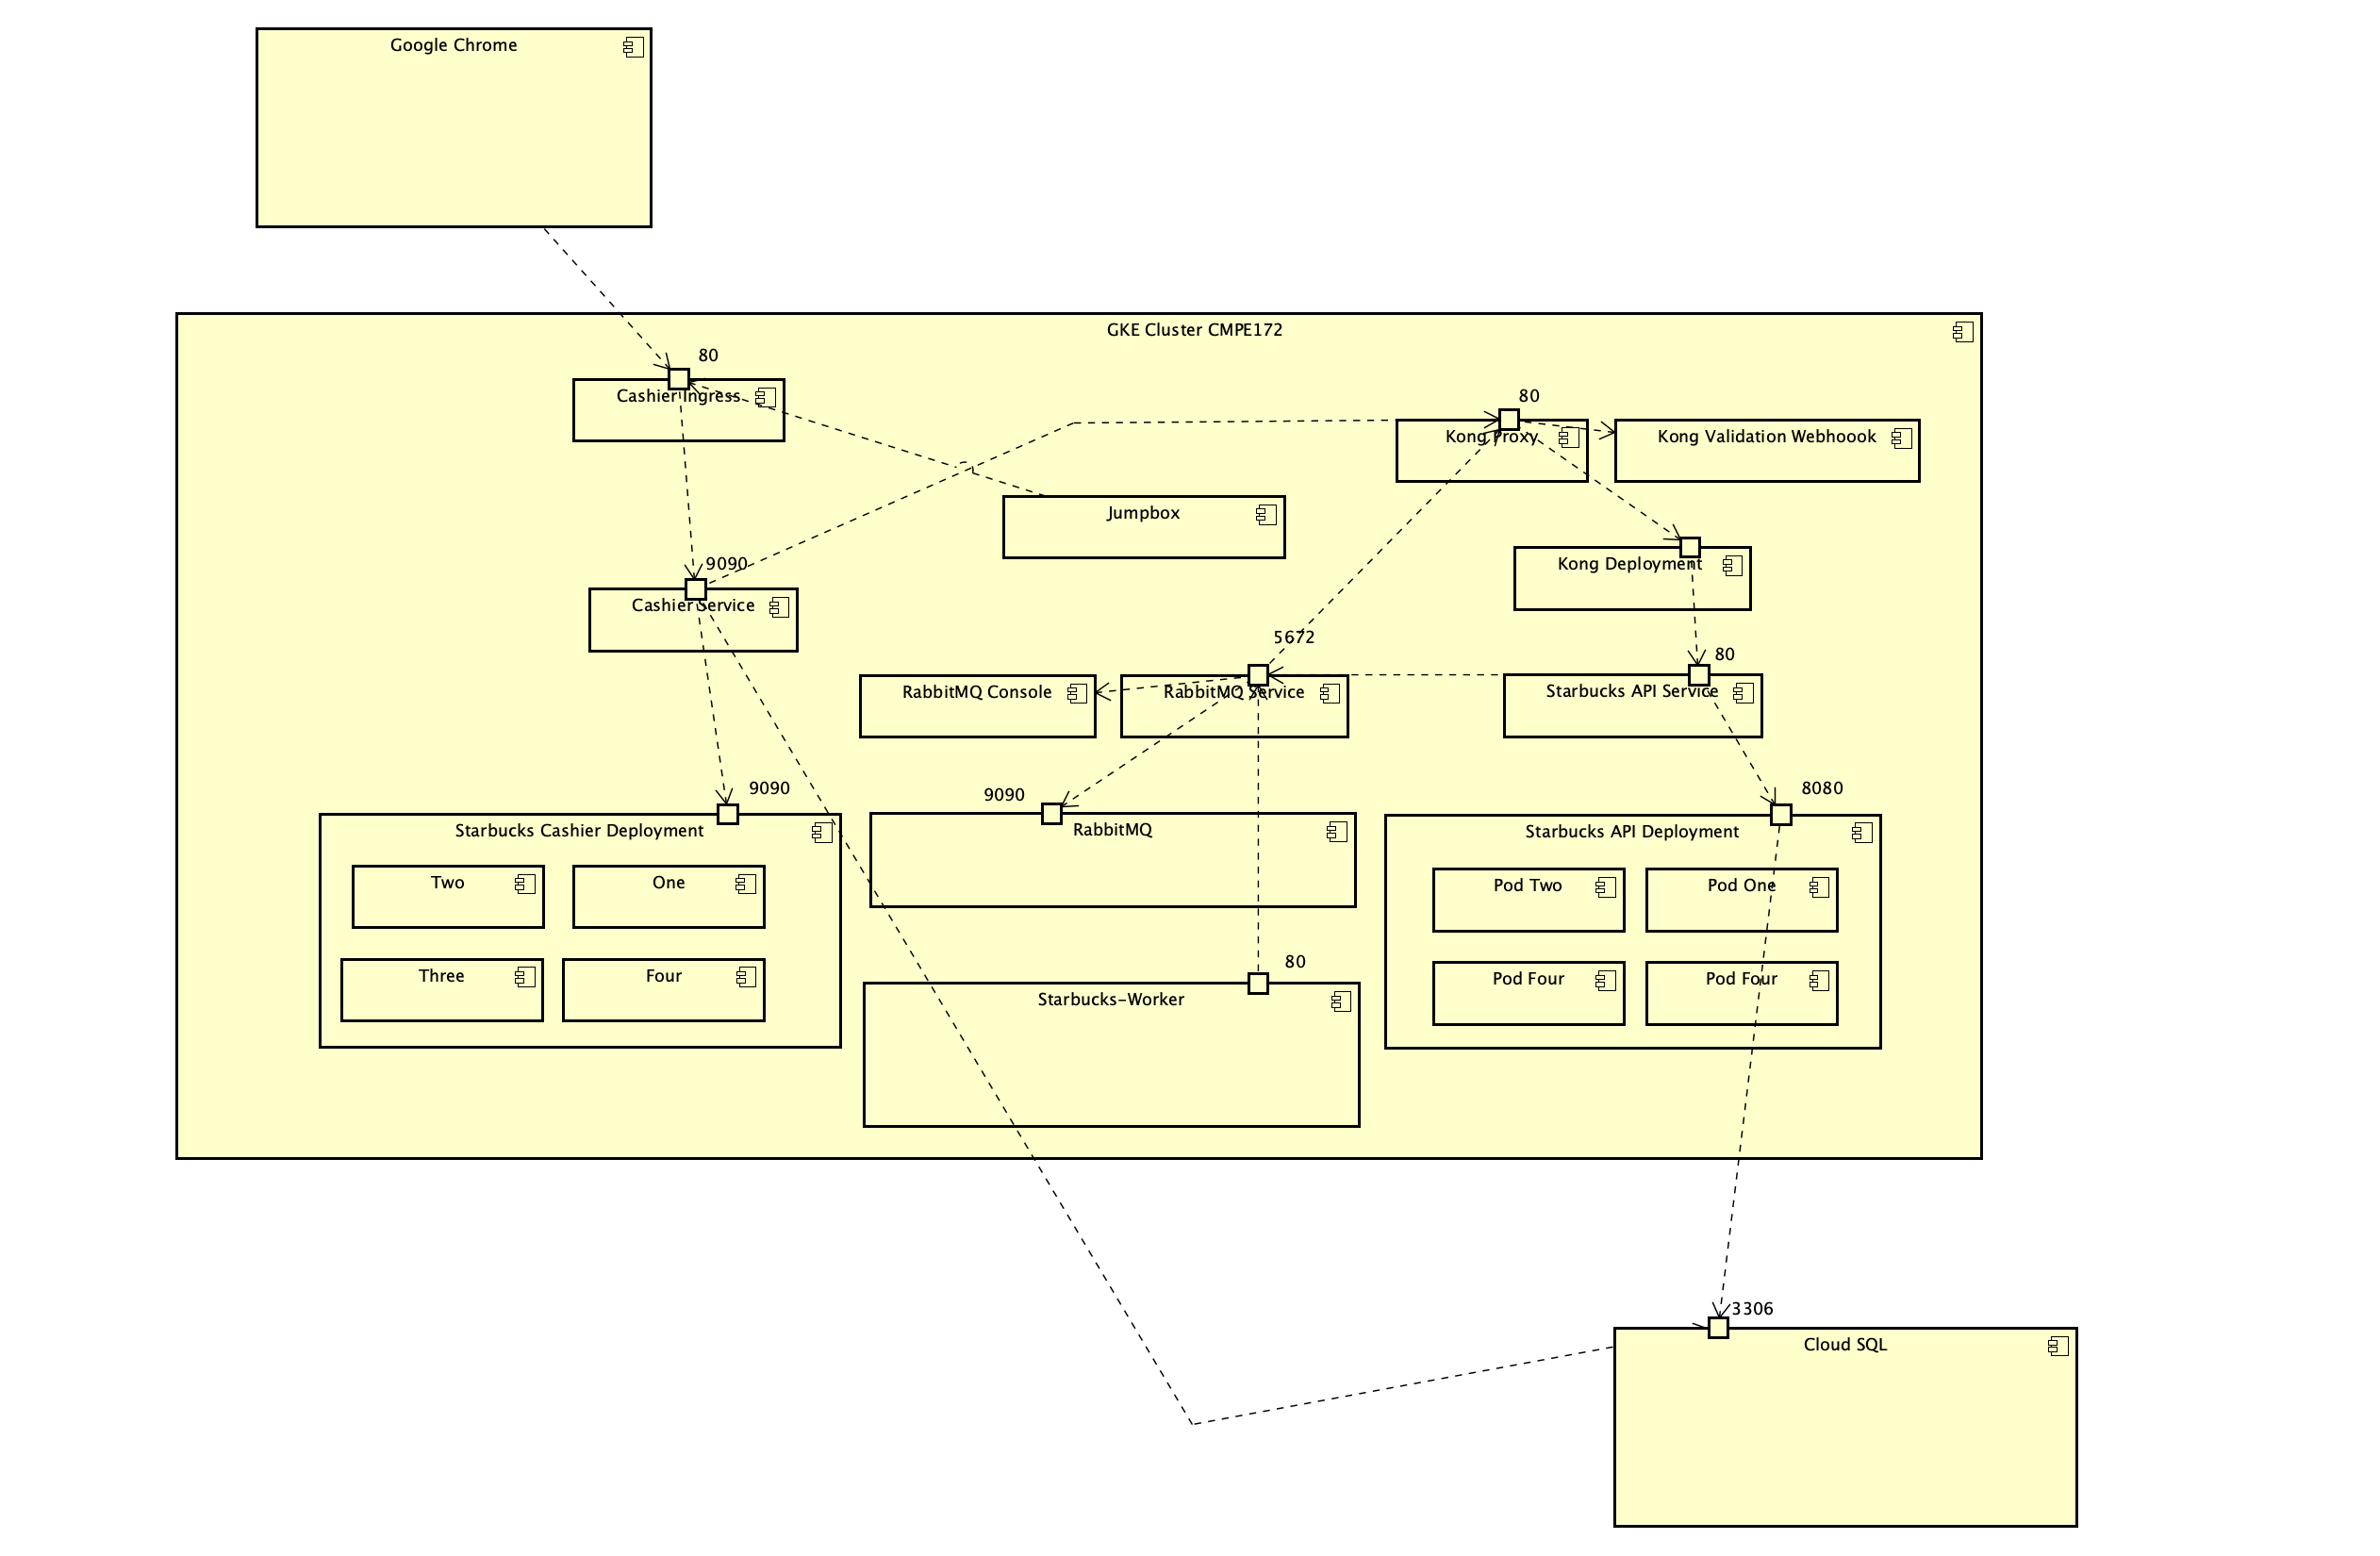 Google Chrome
GKE Cluster CMPE172
80
Cashier Ingress
80
Kong Proxy
Kong Validation Webhoook
Jumpbox
9090
Cashier Service
Kong Deployment
5672
80
RabbitMQ Console
RabbitMQ Service
Starbucks API Service
9090
9090
8080
Starbucks Cashier Deployment
RabbitMQ
Starbucks API Deployment
Two
One
Pod Two
Pod One
Three
Four
80
Pod Four
Pod Four
Starbucks-Worker
3306
Cloud SQL